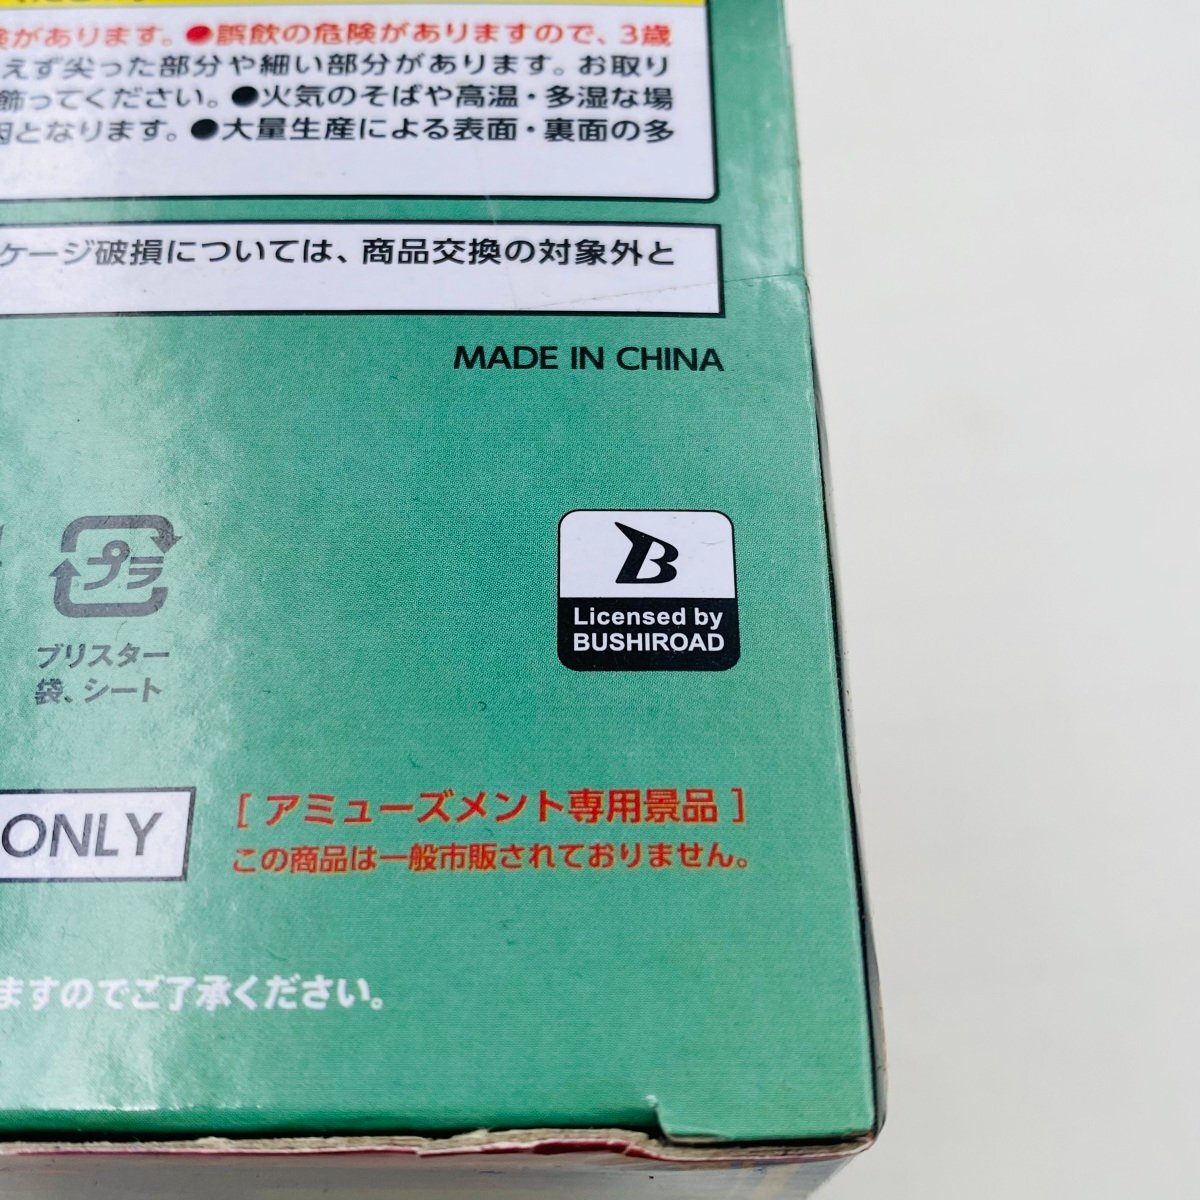 険があります。●誤飲の危険がありますので、3歳
えず尖った部分や細い部分があります。お取り
飾ってください。●火気のそばや高温・多湿な場
因となります。●大量生産による表面・裏面の多
ケージ破損については、商品交換の対象外と
MADE IN CHINA
プラ
ブリスター
袋、シート
B
Licensed by
BUSHIROAD
ONLY
[ アミューズメント専用景品 ]
この商品は一般市販されておりません。
ますのでご了承ください。